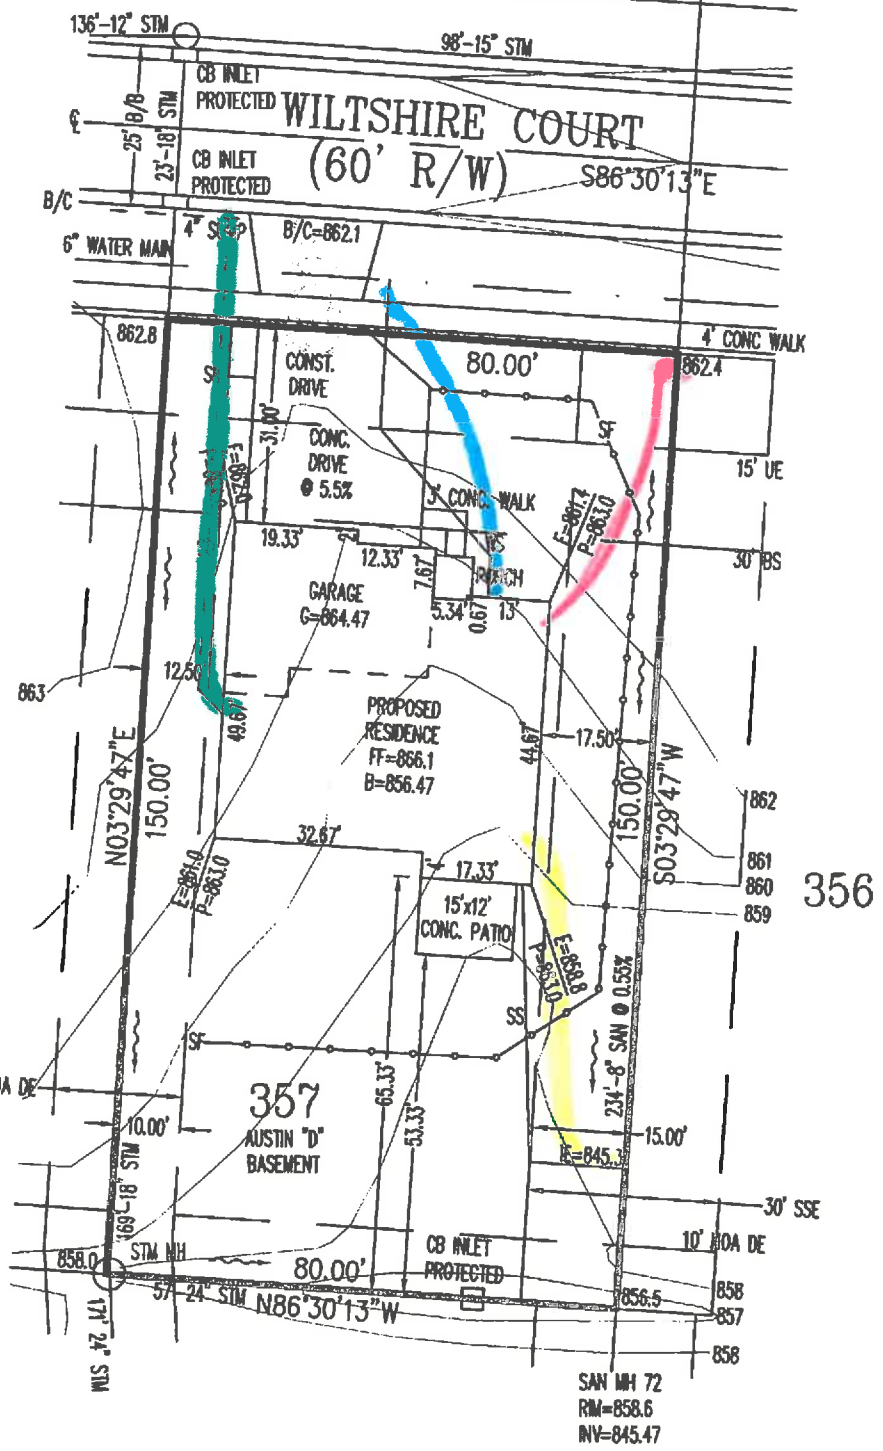 136'-12" STM
98'-15" STM
CB INLET
PROTECTED
25' B/B
23'-18" STM
WILTSHIRE COURT
(60' R/W)
CB INLET
PROTECTED
S86°30'13"E
B/C
4"
B/C=862.1
6" WATER MAIN
862.8
80.00'
4' CONC WALK
862.4
CONST.
DRIVE
31.00'
CONC.
DRIVE
@ 5.5%
SF
15' UE
3' CONC. WALK
E=861.4
P=863.0
30' BS
19.33'
2'
12.33'
7.67'
GARAGE
G=864.47
5.34'
0.67'
13'
12.50'
863
49.67'
PROPOSED
RESIDENCE
FF=866.1
B=856.47
44.67'
17.50'
N03°29'47"E
150.00'
150.00'
S03°29'47"W
862
861
860
859
356
32.67'
17.33'
E=861.0
P=863.0
15'x12'
CONC. PATIO
E=858.8
P=863.0
SS
SF
234'-8" SAN @ 0.55%
65.33'
53.33'
357
AUSTIN "D"
BASEMENT
10.00'
15.00'
169'-18" STM
30' SSE
10' HOA DE
STM MH
858.0
CB INLET
PROTECTED
80.00'
57'-24" STM
N86°30'13"W
856.5
858
857
858
171' 24" STM
SAN MH 72
RIM=858.6
INV=845.47